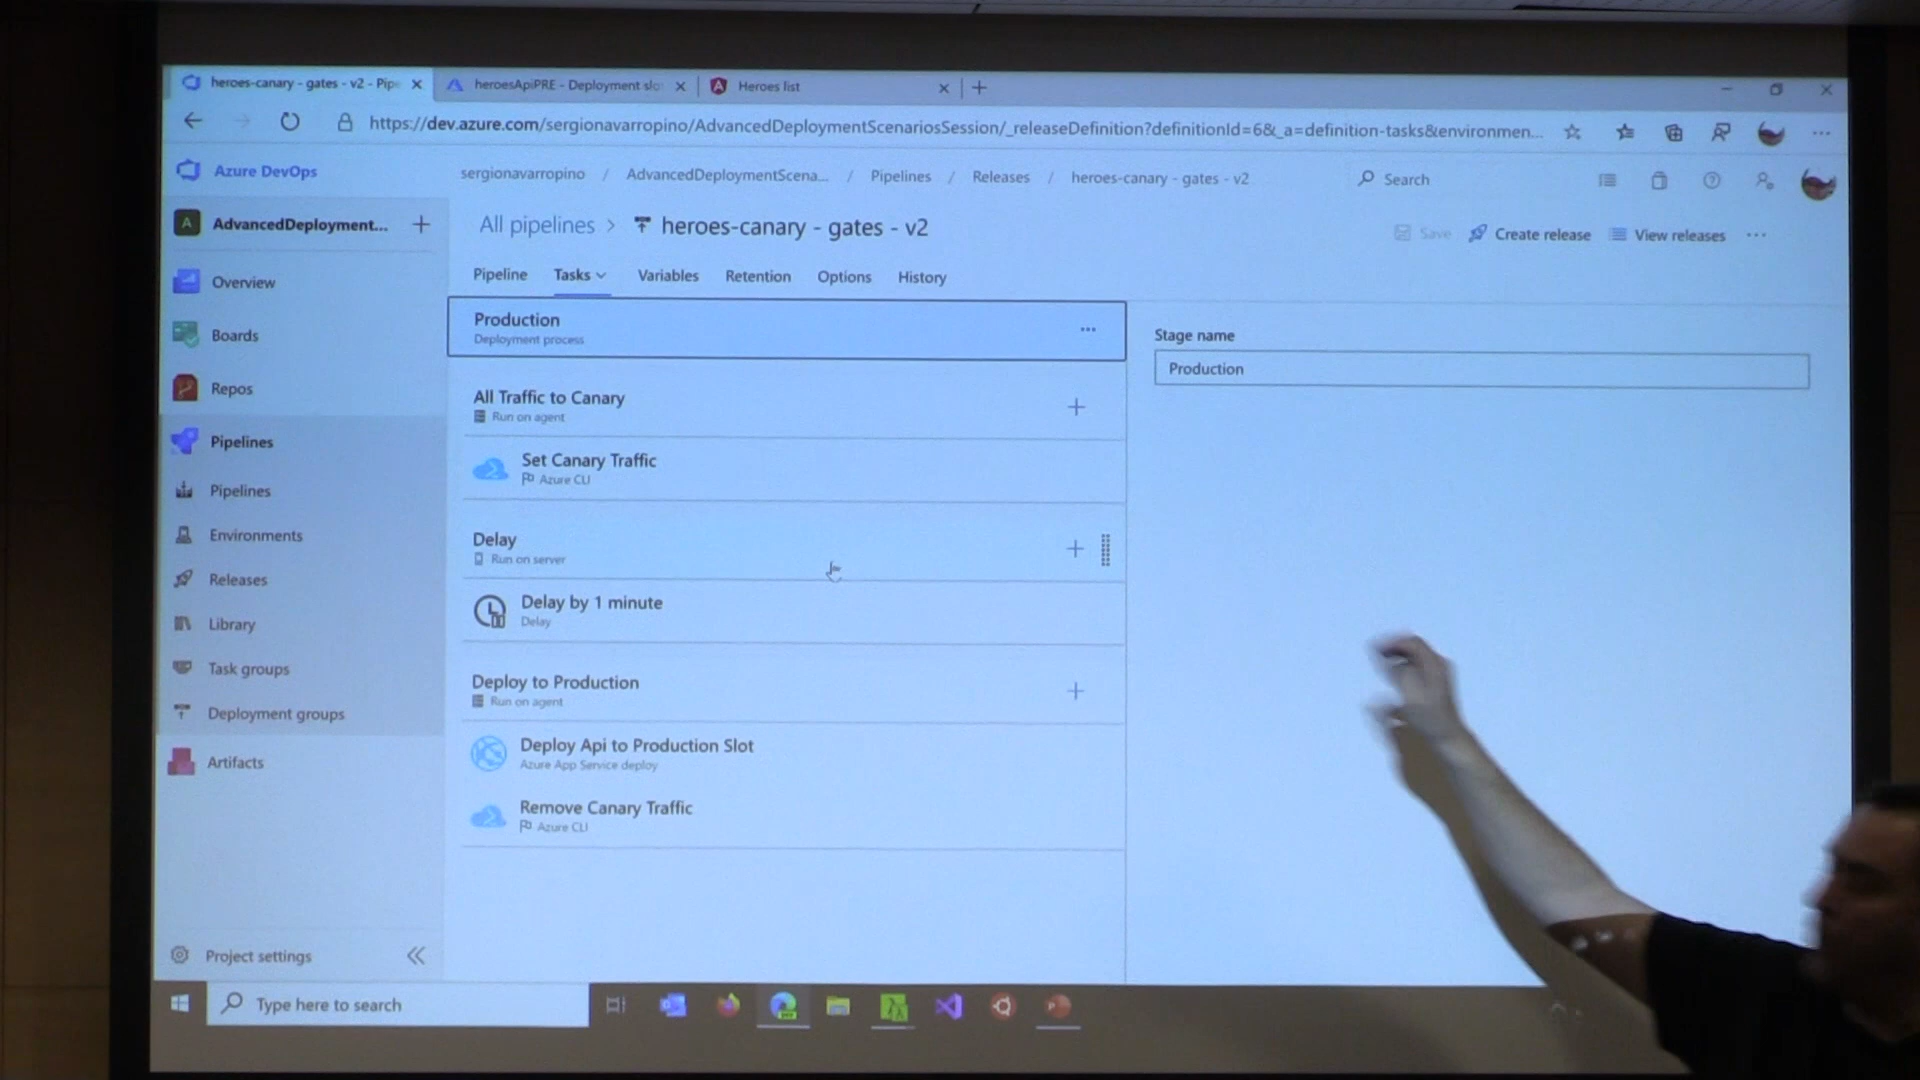 heroes-canary - gates - v2 - Pip
heroesApiPRE - Deployment slo
Heroes list
https://dev.azure.com/sergionavarropino/AdvancedDeploymentScenariosSession/_releaseDefinition?definitionId=6&_a=definition-tasks&environmen...
Azure DevOps
sergionavarropino / AdvancedDeploymentScena... / Pipelines / Releases / heroes-canary - gates - v2
Search
A AdvancedDeployment... +
All pipelines > heroes-canary - gates - v2
Save
Create release
View releases
Pipeline
Tasks
Variables
Retention
Options
History
Overview
Boards
Repos
Pipelines
Pipelines
Environments
Releases
Library
Task groups
Deployment groups
Artifacts
Project settings
Production
Deployment process
All Traffic to Canary
Run on agent
Set Canary Traffic
Azure CLI
Delay
Run on server
Delay by 1 minute
Delay
Deploy to Production
Run on agent
Deploy Api to Production Slot
Azure App Service deploy
Remove Canary Traffic
Azure CLI
Stage name
Production
Type here to search